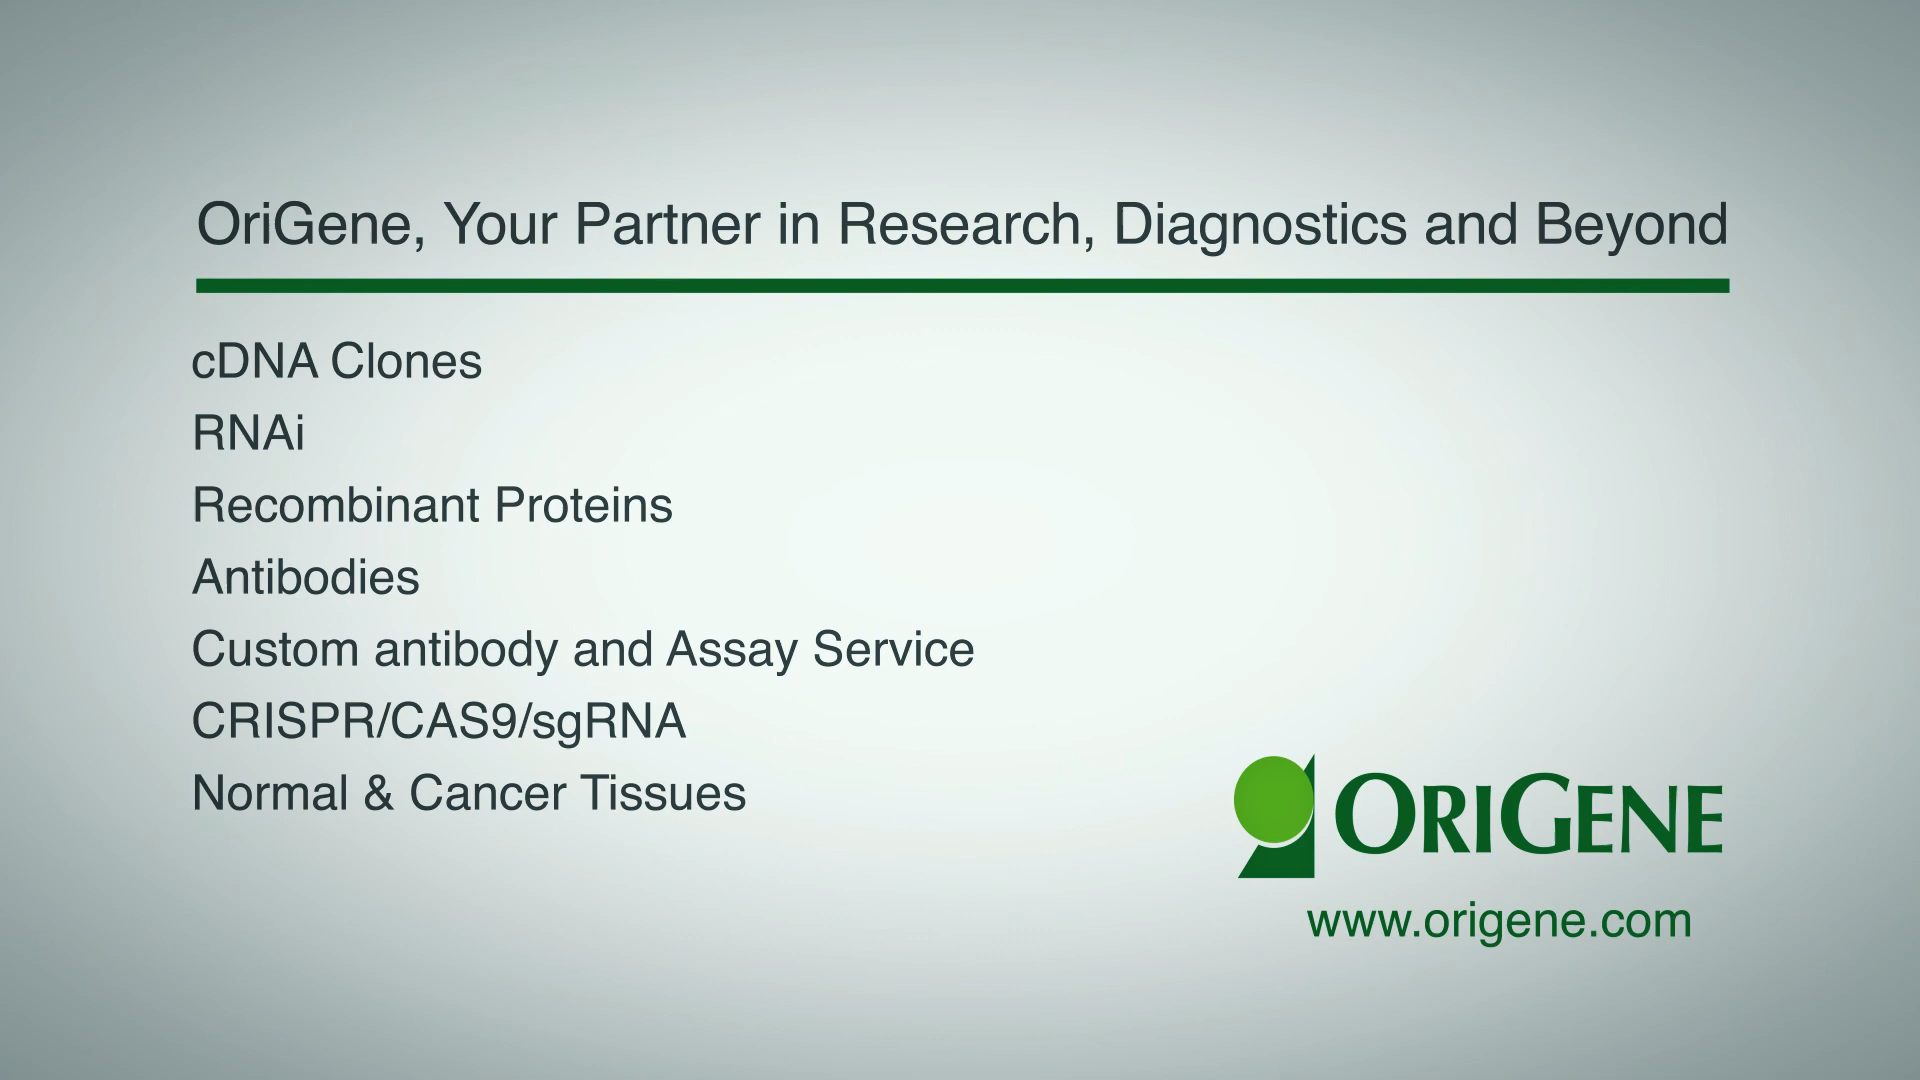 OriGene, Your Partner in Research, Diagnostics and Beyond
cDNA Clones
RNAi
Recombinant Proteins
Antibodies
Custom antibody and Assay Service
CRISPR/CAS9/sgRNA
Normal & Cancer Tissues
ORIGENE
www.origene.com